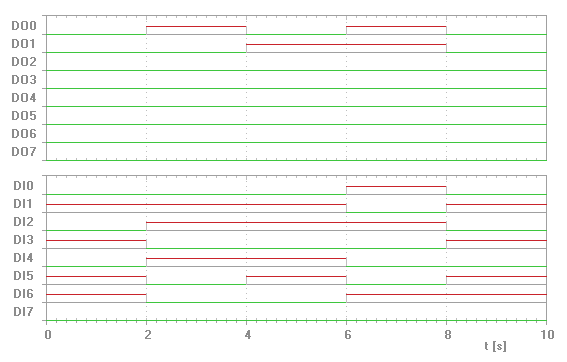 DO0
DO1
DO2
DO3
DO4
DO5
DO6
DO7
DI0
DI1
DI2
DI3
DI4
DI5
DI6
DI7
0 2 4 6 8 10
t [s]